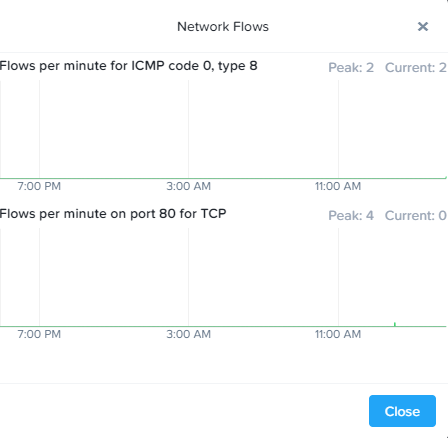 Network Flows ×
Flows per minute for ICMP code 0, type 8 Peak: 2 Current: 2
7:00 PM 3:00 AM 11:00 AM
Flows per minute on port 80 for TCP Peak: 4 Current: 0
7:00 PM 3:00 AM 11:00 AM
Close